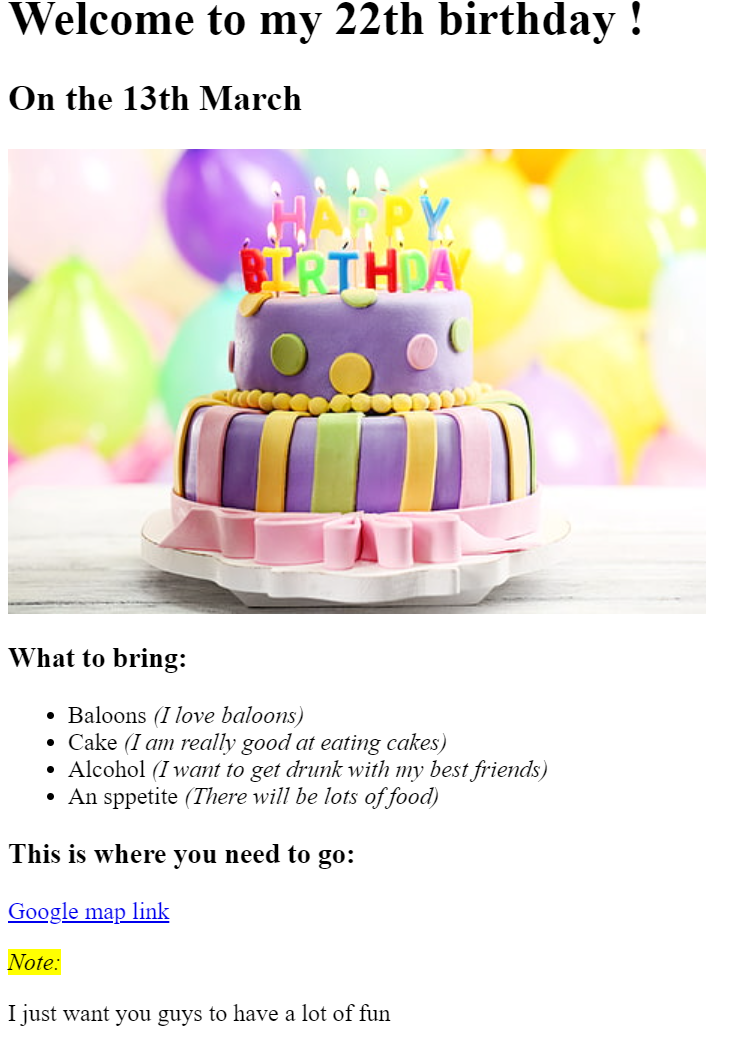 Welcome to my 22th birthday !
On the 13th March
HAPPY
BIRTHDAY
What to bring:
Baloons (I love baloons)
Cake (I am really good at eating cakes)
Alcohol (I want to get drunk with my best friends)
An sppetite (There will be lots of food)
This is where you need to go:
Google map link
Note:
I just want you guys to have a lot of fun